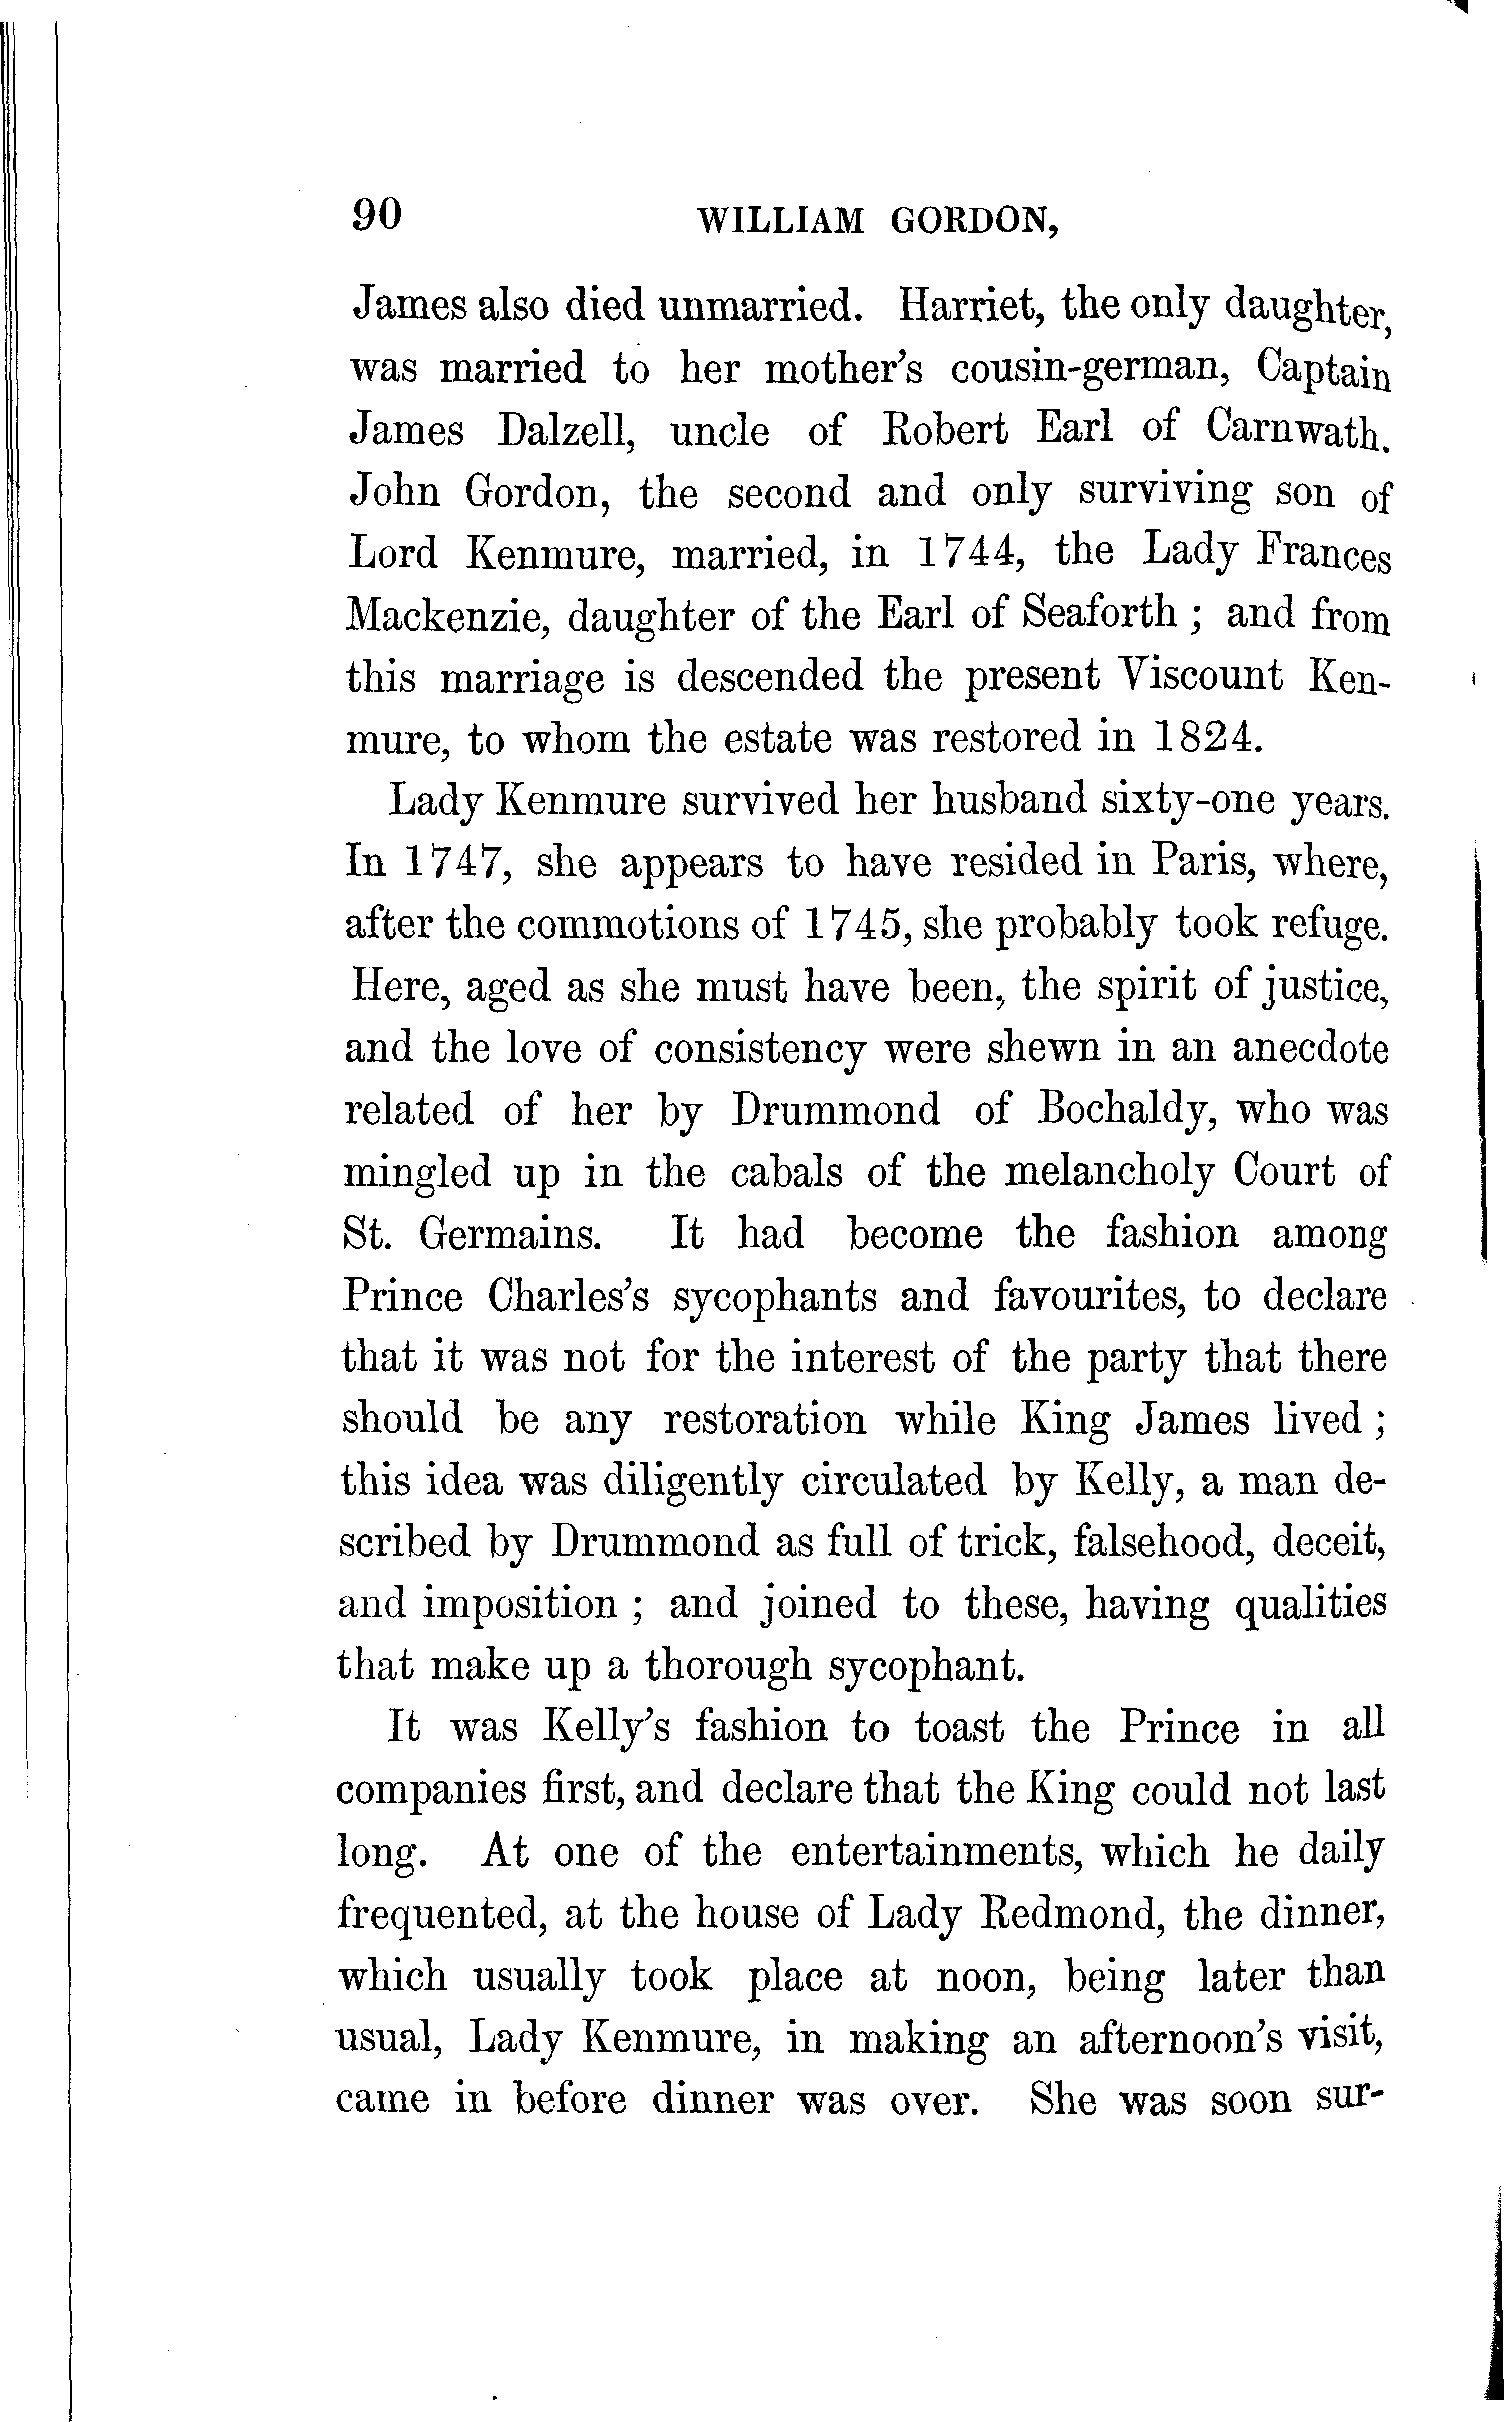 90 WILLIAM GORDON,
James also died unmarried. Harriet, the only daughter,
was married to her mother's cousin-german, Captain
James Dalzell, uncle of Robert Earl of Carnwath.
John Gordon, the second and only surviving son of
Lord Kenmure, married, in 1744, the Lady Frances
Mackenzie, daughter of the Earl of Seaforth ; and from
this marriage is descended the present Viscount Ken-
mure, to whom the estate was restored in 1824.
Lady Kenmure survived her husband sixty-one years.
In 1747, she appears to have resided in Paris, where,
after the commotions of 1745, she probably took refuge.
Here, aged as she must have been, the spirit of justice,
and the love of consistency were shewn in an anecdote
related of her by Drummond of Bochaldy, who was
mingled up in the cabals of the melancholy Court of
St. Germains. It had become the fashion among
Prince Charles's sycophants and favourites, to declare
that it was not for the interest of the party that there
should be any restoration while King James lived ;
this idea was diligently circulated by Kelly, a man de-
scribed by Drummond as full of trick, falsehood, deceit,
and imposition ; and joined to these, having qualities
that make up a thorough sycophant.
It was Kelly's fashion to toast the Prince in all
companies first, and declare that the King could not last
long. At one of the entertainments, which he daily
frequented, at the house of Lady Redmond, the dinner,
which usually took place at noon, being later than
usual, Lady Kenmure, in making an afternoon's visit,
came in before dinner was over. She was soon sur-